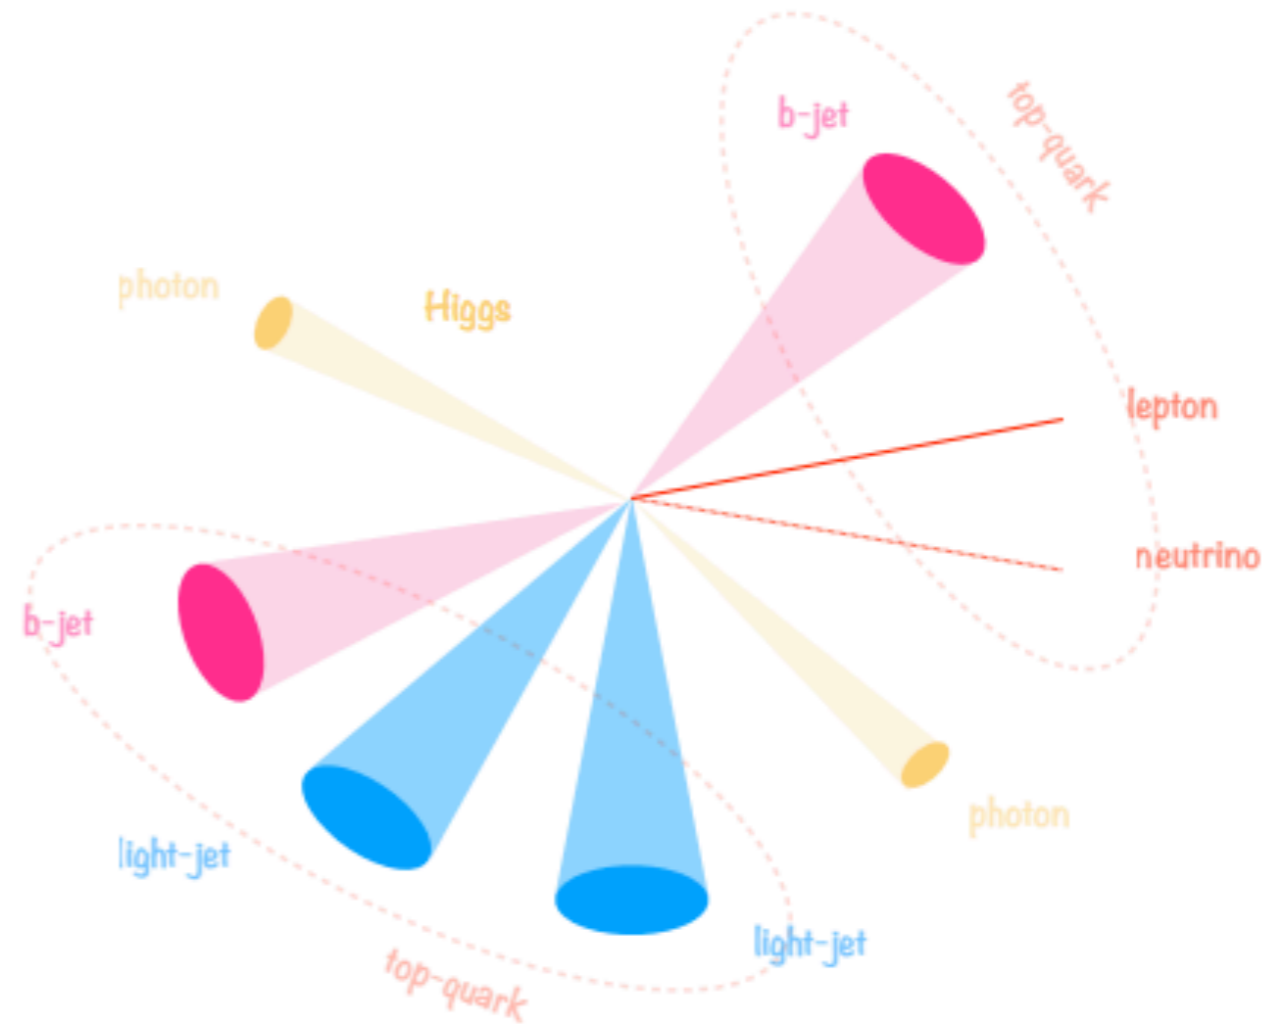 b-jet
top-quark
photon
Higgs
lepton
neutrino
b-jet
photon
light-jet
light-jet
top-quark